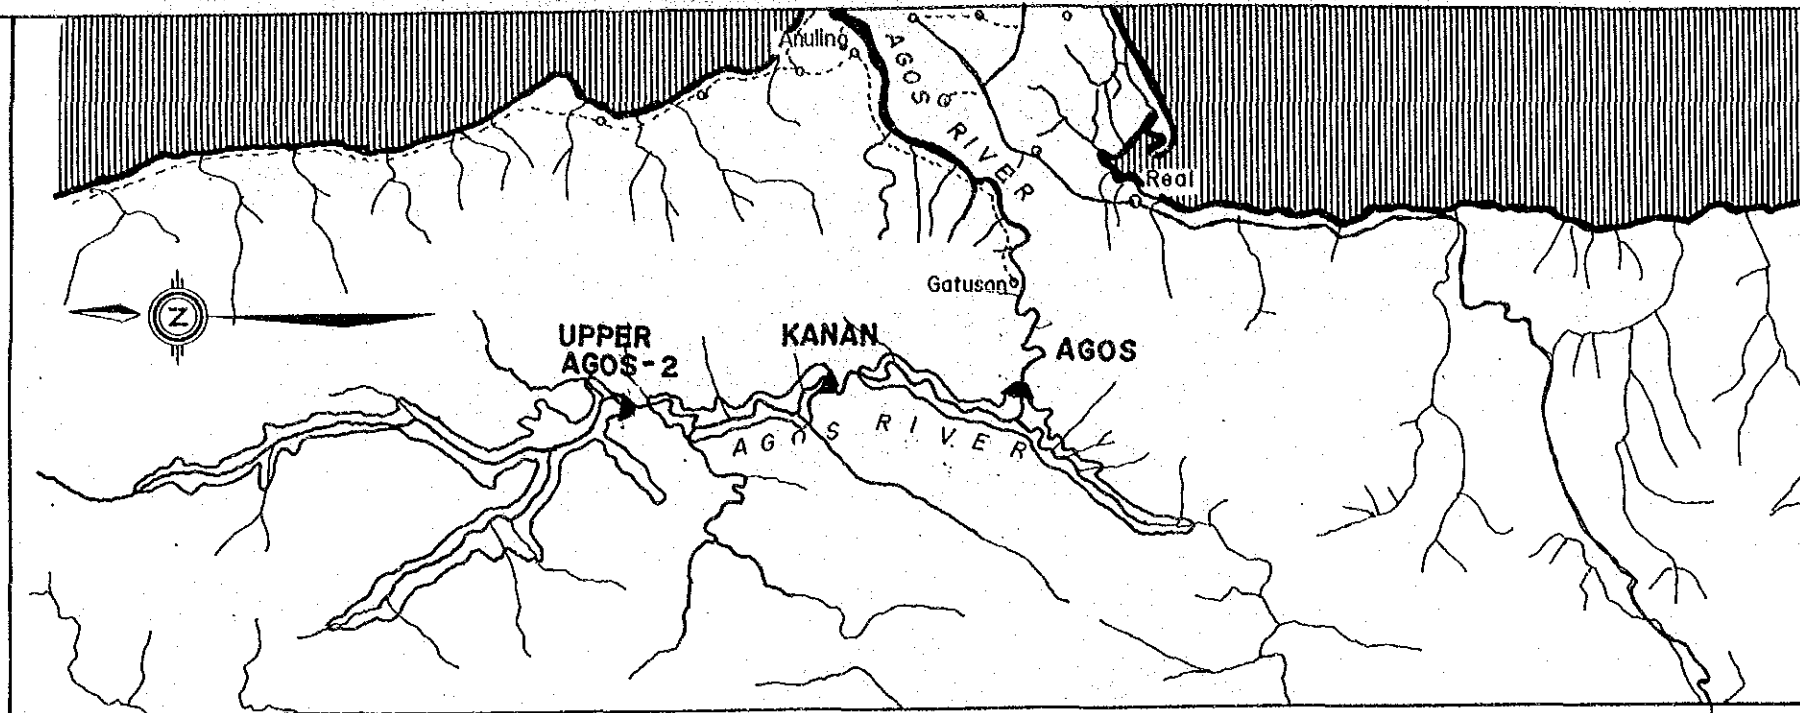 Anuling
AGOS RIVER
Real
Gatusan
N
UPPER
AGOS-2
KANAN
AGOS
AGOS RIVER